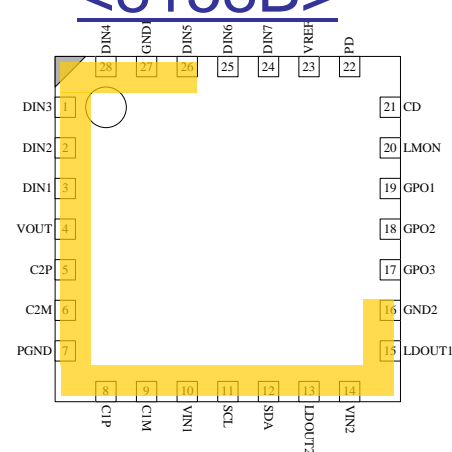 DIN4 GND1 DIN5 DIN6 DIN7 VREF PD
28 27 26 25 24 23 22
DIN3 1 21 CD
DIN2 2 20 LMON
DIN1 3 19 GPO1
VOUT 4 18 GPO2
C2P 5 17 GPO3
C2M 6 16 GND2
PGND 7 15 LDOUT1
8 9 10 11 12 13 14
C1P C1M VIN1 SCL SDA LDOUT2 VIN2